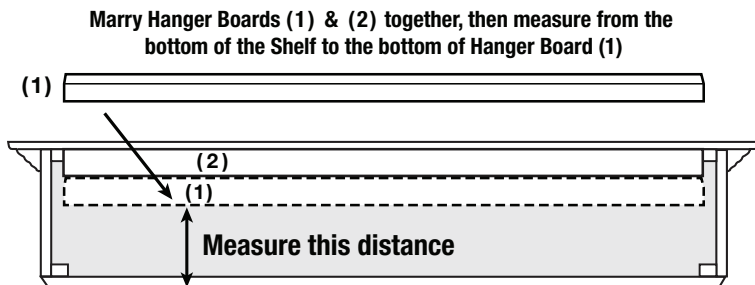 Marry Hanger Boards (1) & (2) together, then measure from the
bottom of the Shelf to the bottom of Hanger Board (1)
(1)
(2)
(1)
Measure this distance